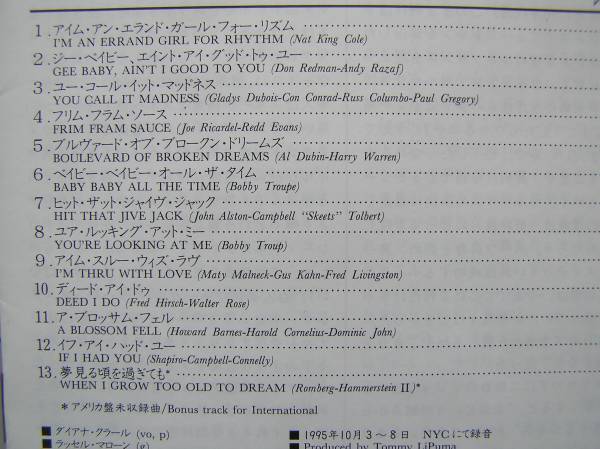 1.アイム・アン・エランド・ガール・フォー・リズム
I'M AN ERRAND GIRL FOR RHYTHM (Nat King Cole)
2.ジー・ベイビー、エイント・アイ・グッド・トゥ・ユー
GEE BABY, AIN'T I GOOD TO YOU (Don Redman-Andy Razaf)
3.ユー・コール・イット・マッドネス
YOU CALL IT MADNESS (Gladys Dubois-Con Conrad-Russ Columbo-Paul Gregory)
4.フリム・フラム・ソース
FRIM FRAM SAUCE (Joe Ricardel-Redd Evans)
5.ブルヴァード・オブ・ブロークン・ドリームズ
BOULEVARD OF BROKEN DREAMS (Al Dubin-Harry Warren)
6.ベイビー・ベイビー・オール・ザ・タイム
BABY BABY ALL THE TIME (Bobby Troupe)
7.ヒット・ザット・ジャイヴ・ジャック
HIT THAT JIVE JACK (John Alston-Campbell "Skeets" Tolbert)
8.ユア・ルッキング・アット・ミー
YOU'RE LOOKING AT ME (Bobby Troup)
9.アイム・スルー・ウィズ・ラヴ
I'M THRU WITH LOVE (Maty Malneck-Gus Kahn-Fred Livingston)
10.ディード・アイ・ドゥ
DEED I DO (Fred Hirsch-Walter Rose)
11.ア・ブロッサム・フェル
A BLOSSOM FELL (Howard Barnes-Harold Cornelius-Dominic John)
12.イフ・アイ・ハッド・ユー
IF I HAD YOU (Shapiro-Campbell-Connelly)
13.夢見る頃を過ぎても*
WHEN I GROW TOO OLD TO DREAM (Romberg-Hammerstein II)*
*アメリカ盤未収録曲/Bonus track for International
■ダイアナ・クラール (vo, p)
■1995年10月3〜8日 NYCにて録音
■ラッセル・マローン (g)
■Produced by Tommy LiPuma